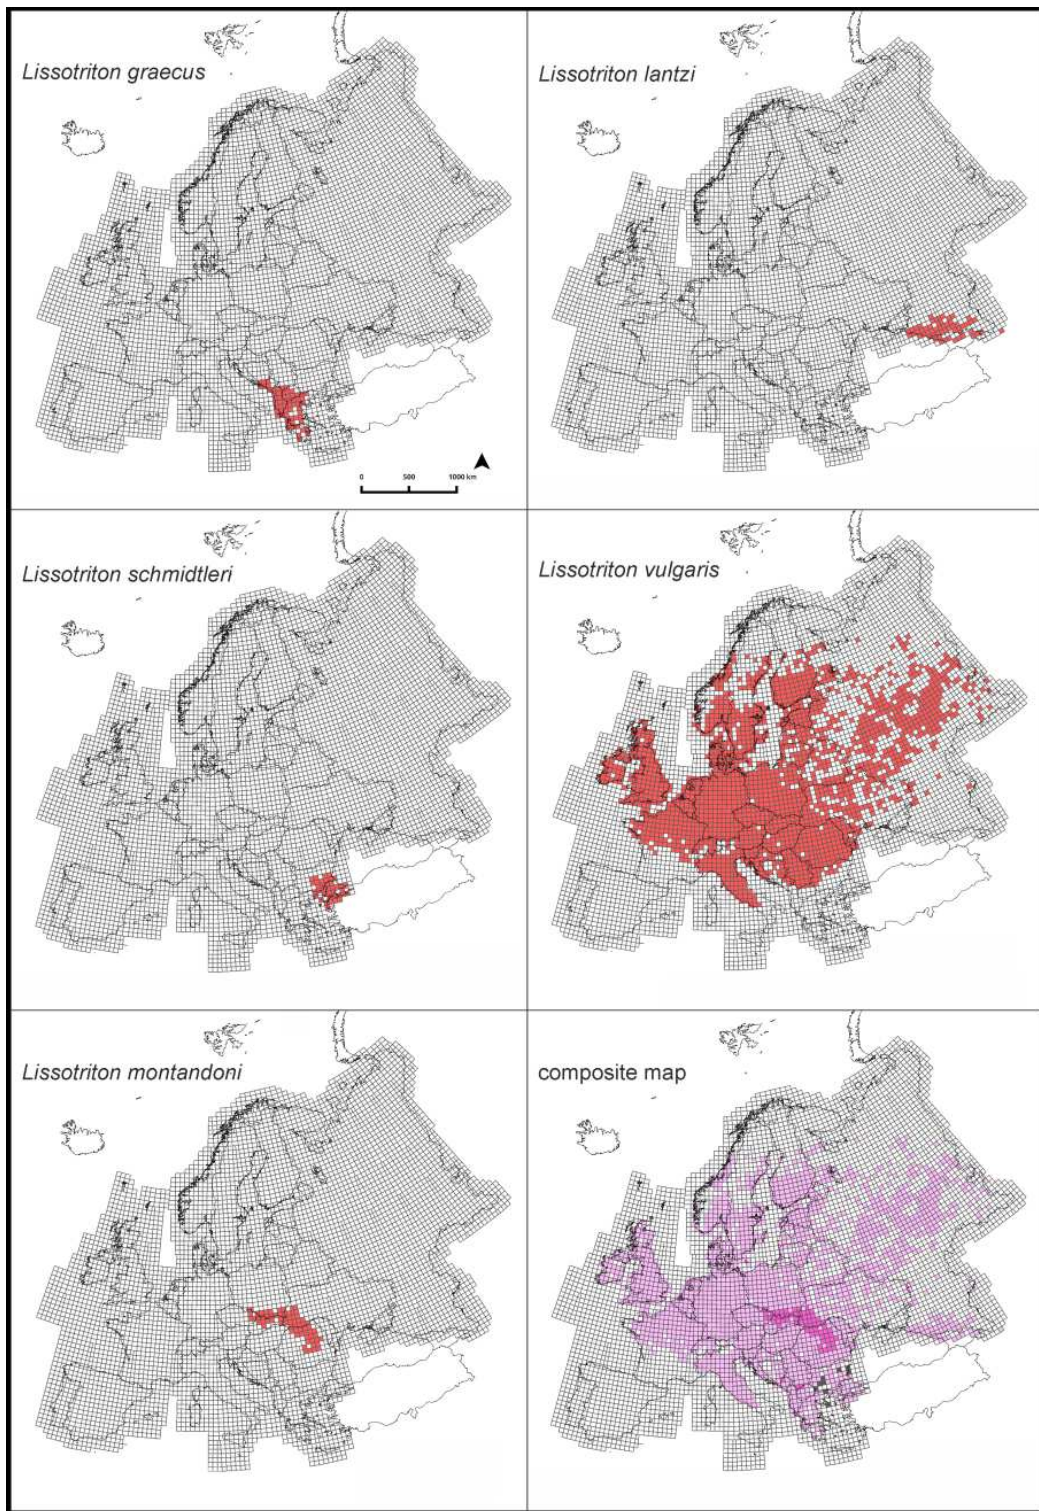 Lissotriton graecus
Lissotriton lantzi
0 500 1000 km
Lissotriton schmidtleri
Lissotriton vulgaris
Lissotriton montandoni
composite map